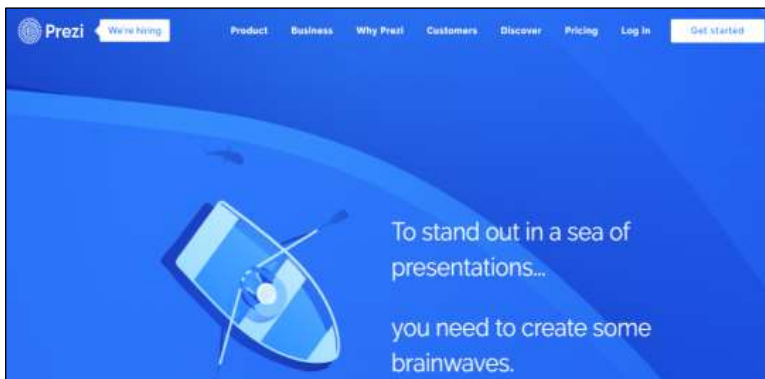 Prezi
We're hiring
Product Business Why Prezi Customers Discover Pricing Log in Get started
To stand out in a sea of
presentations...
you need to create some
brainwaves.